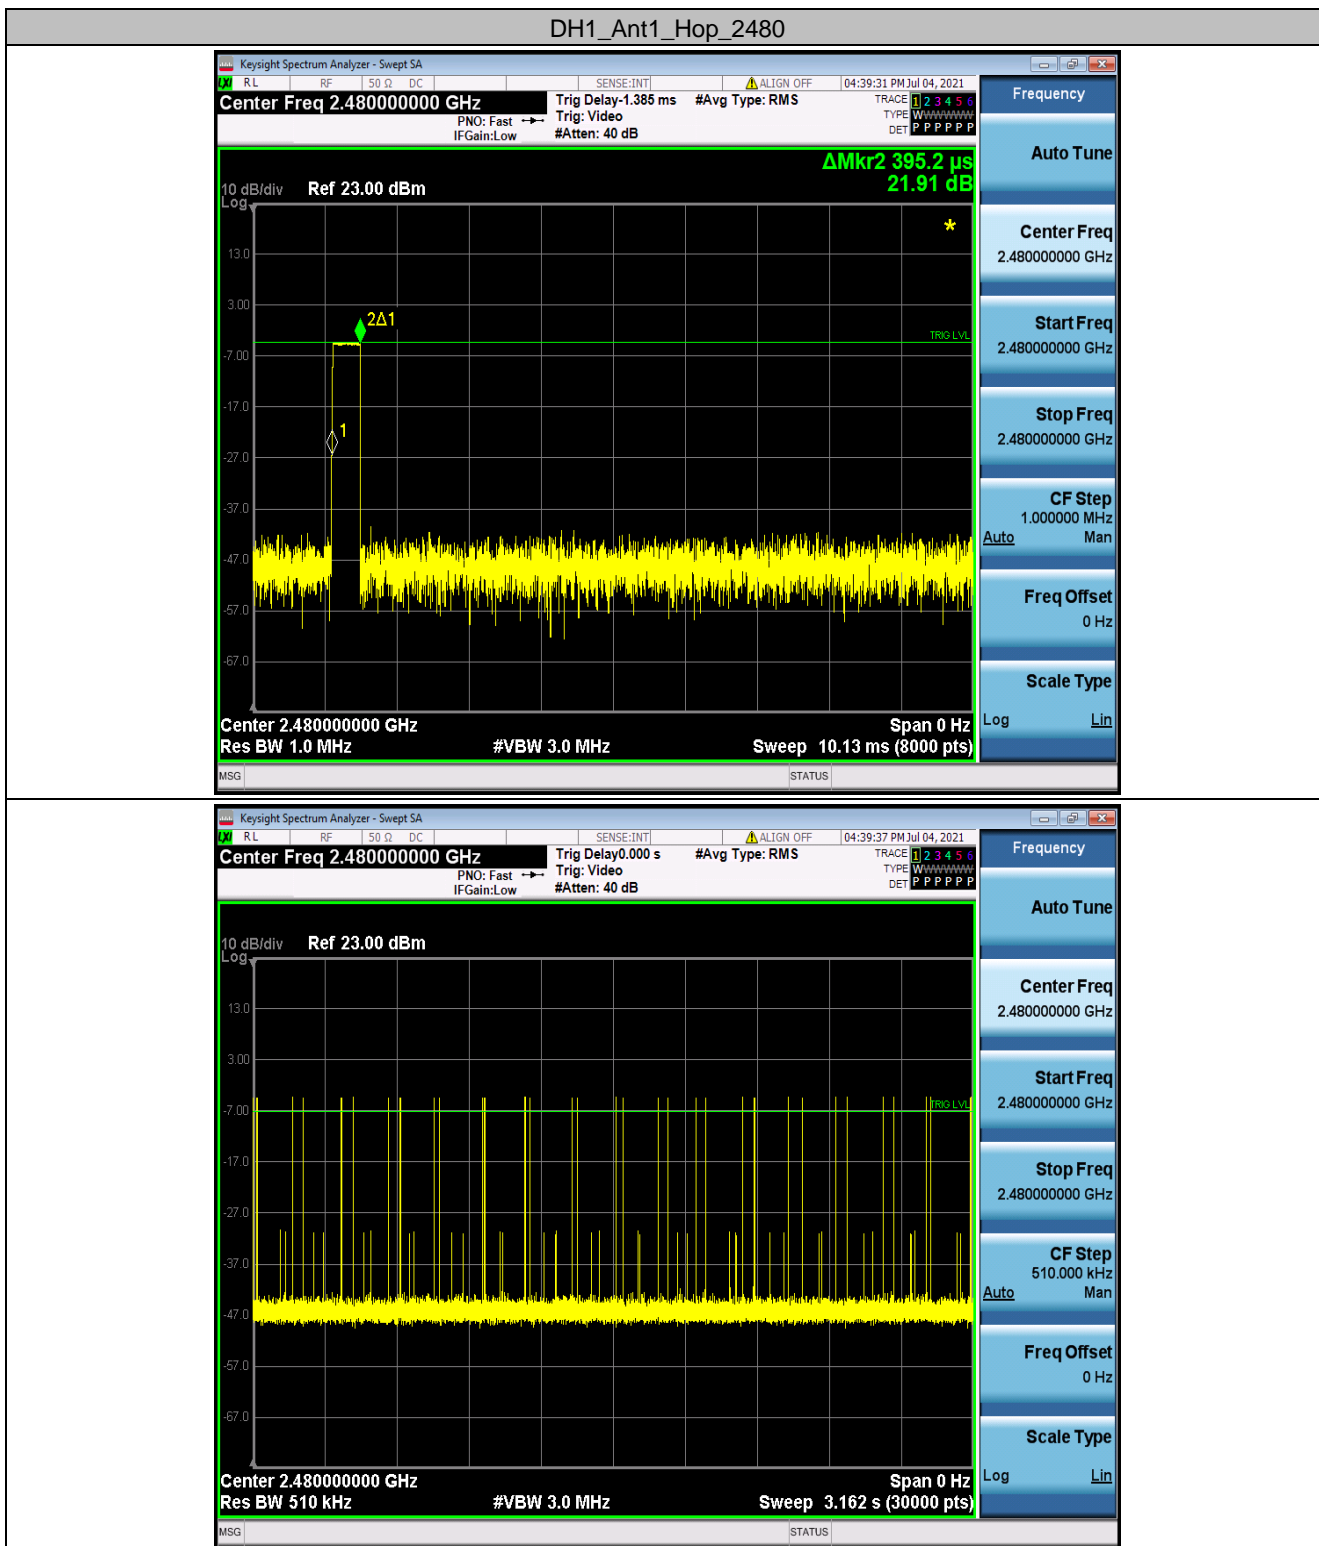 DH1_Ant1_Hop_2480
Keysight Spectrum Analyzer - Swept SA
LXI RL RF 50 Ω DC SENSE:INT ALIGN OFF 04:39:31 PM Jul 04, 2021
Center Freq 2.480000000 GHz
PNO: Fast
IFGain:Low
Trig Delay-1.385 ms
Trig: Video
#Atten: 40 dB
#Avg Type: RMS
TRACE 1 2 3 4 5 6
TYPE WWWWWW
DET P P P P P P
ΔMkr2 395.2 µs
21.91 dB
10 dB/div Ref 23.00 dBm
Log
13.0
3.00
-7.00
-17.0
-27.0
-37.0
-47.0
-57.0
-67.0
2Δ1
1
*
TRIG LVL
Center 2.480000000 GHz Span 0 Hz
Res BW 1.0 MHz #VBW 3.0 MHz Sweep 10.13 ms (8000 pts)
MSG STATUS
Frequency
Auto Tune
Center Freq
2.480000000 GHz
Start Freq
2.480000000 GHz
Stop Freq
2.480000000 GHz
CF Step
1.000000 MHz
Auto Man
Freq Offset
0 Hz
Scale Type
Log Lin
Keysight Spectrum Analyzer - Swept SA
LXI RL RF 50 Ω DC SENSE:INT ALIGN OFF 04:39:37 PM Jul 04, 2021
Center Freq 2.480000000 GHz
PNO: Fast
IFGain:Low
Trig Delay0.000 s
Trig: Video
#Atten: 40 dB
#Avg Type: RMS
TRACE 1 2 3 4 5 6
TYPE WWWWWW
DET P P P P P P
10 dB/div Ref 23.00 dBm
Log
13.0
3.00
-7.00
-17.0
-27.0
-37.0
-47.0
-57.0
-67.0
TRIG LVL
Center 2.480000000 GHz Span 0 Hz
Res BW 510 kHz #VBW 3.0 MHz Sweep 3.162 s (30000 pts)
MSG STATUS
Frequency
Auto Tune
Center Freq
2.480000000 GHz
Start Freq
2.480000000 GHz
Stop Freq
2.480000000 GHz
CF Step
510.000 kHz
Auto Man
Freq Offset
0 Hz
Scale Type
Log Lin